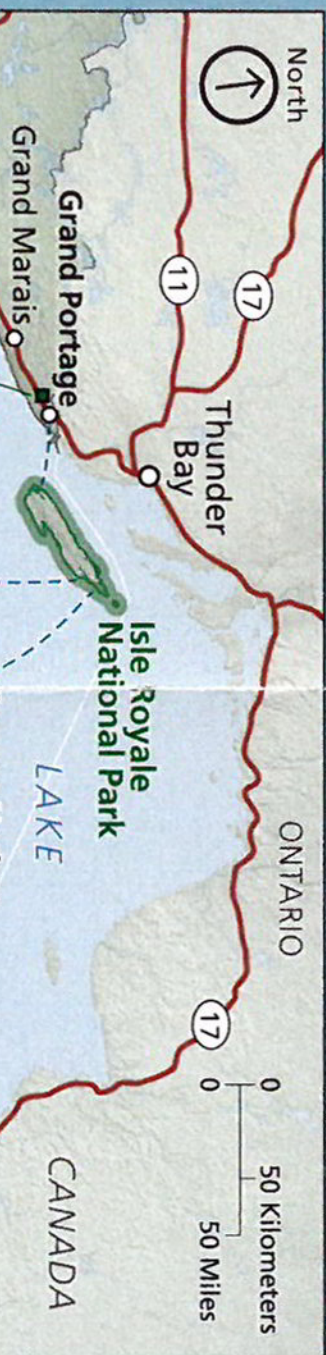 North
17
11
Thunder
Bay
Grand Portage
Grand Marais
Isle Royale
National Park
LAKE
ONTARIO
17
0
50 Kilometers
0
50 Miles
CANADA